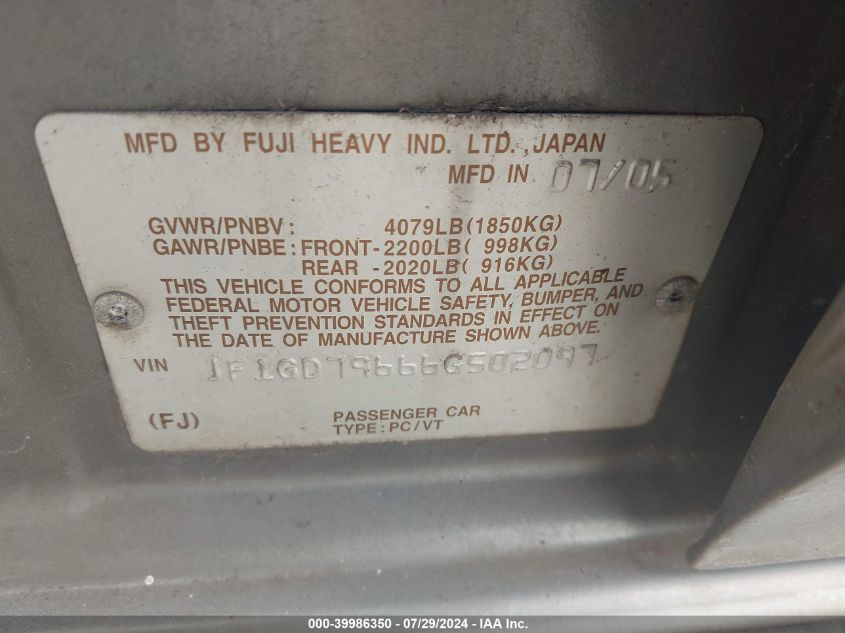 MFD BY FUJI HEAVY IND. LTD., JAPAN
MFD IN 07/05
GVWR/PNBV: 4079LB(1850KG)
GAWR/PNBE: FRONT-2200LB( 998KG)
REAR -2020LB( 916KG)
THIS VEHICLE CONFORMS TO ALL APPLICABLE
FEDERAL MOTOR VEHICLE SAFETY, BUMPER, AND
THEFT PREVENTION STANDARDS IN EFFECT ON
THE DATE OF MANUFACTURE SHOWN ABOVE.
VIN JF1GD79666G502097
(FJ) PASSENGER CAR
TYPE: PC/VT
000-39986350 - 07/29/2024 - IAA Inc.